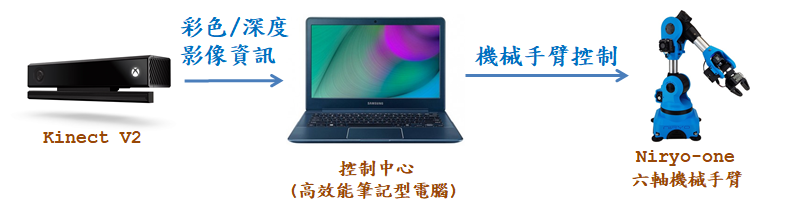 彩色/深度
影像資訊
機械手臂控制
SAMSUNG
Kinect V2
控制中心
(高效能筆記型電腦)
Niryo-one
六軸機械手臂